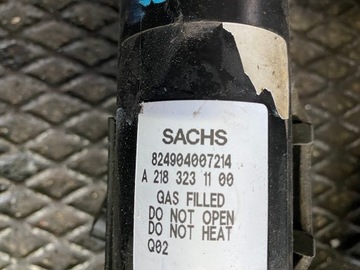 SACHS
824904007214
A 218 323 11 00
GAS FILLED
DO NOT OPEN
DO NOT HEAT
Q02